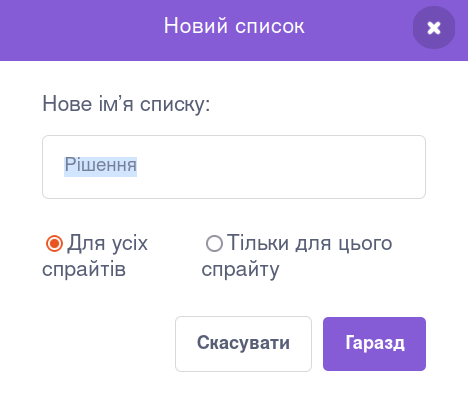 Новий список
Нове ім’я списку:
Рішення
Для усіх
спрайтів
Тільки для цього
спрайту
Скасувати
Гаразд